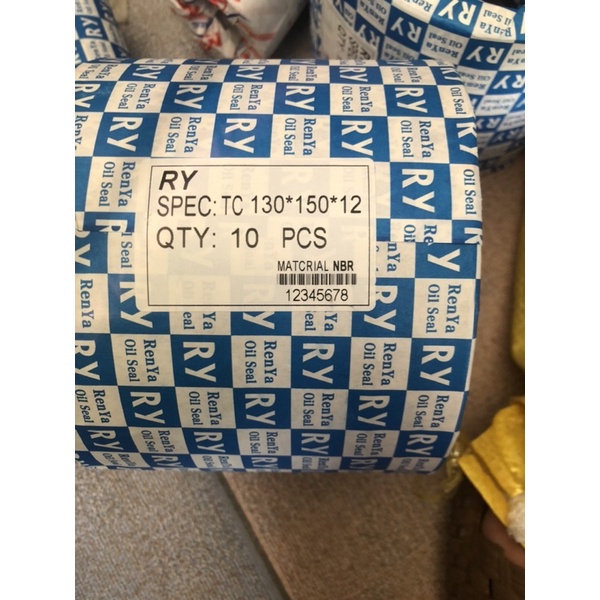 RY
SPEC: TC 130*150*12
QTY: 10 PCS
MATCRIAL NBR
12345678
RY
RenYa
Oil Seal